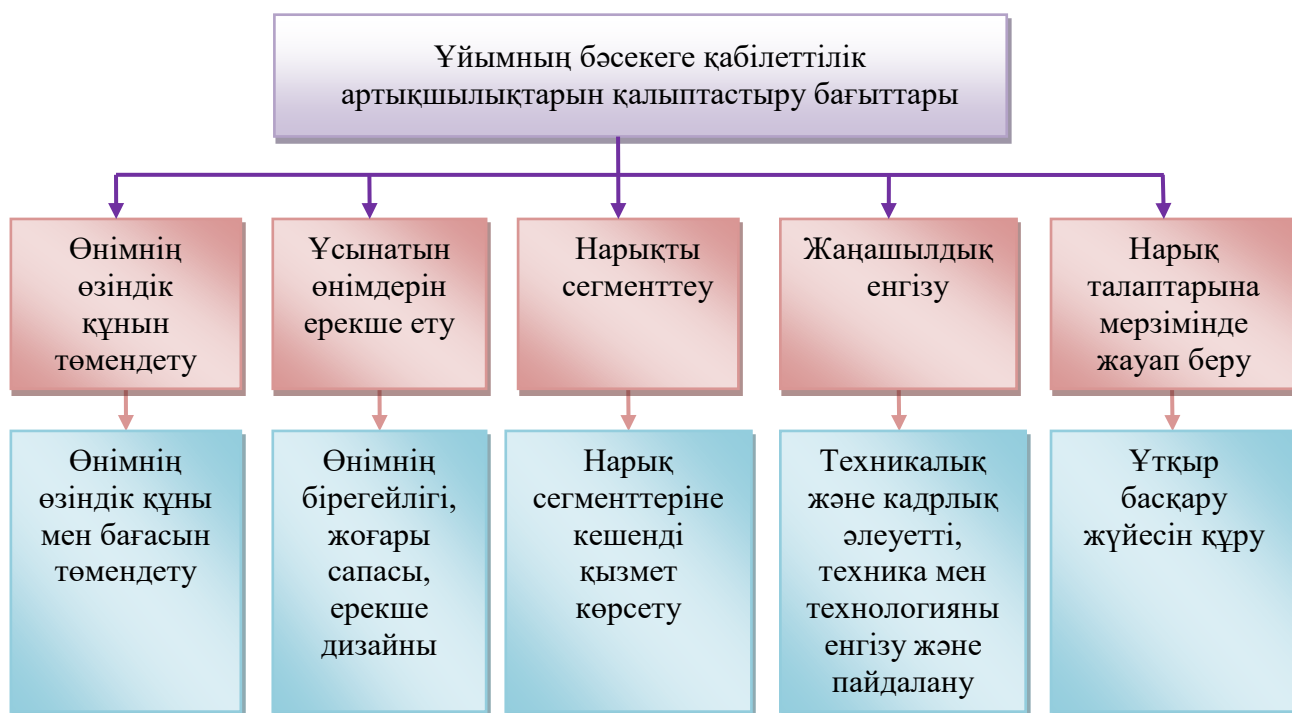 Ұйымның бәсекеге қабілеттілік
артықшылықтарын қалыптастыру бағыттары
Өнімнің
өзіндік
құнын
төмендету
Ұсынатын
өнімдерін
ерекше ету
Нарықты
сегменттеу
Жаңашылдық
енгізу
Нарық
талаптарына
мерзімінде
жауап беру
Өнімнің
өзіндік құны
мен бағасын
төмендету
Өнімнің
бірегейлігі,
жоғары
сапасы,
ерекше
дизайны
Нарық
сегменттеріне
кешенді
қызмет
көрсету
Техникалық
және кадрлық
әлеуетті,
техника мен
технологияны
енгізу және
пайдалану
Ұтқыр
басқару
жүйесін құру